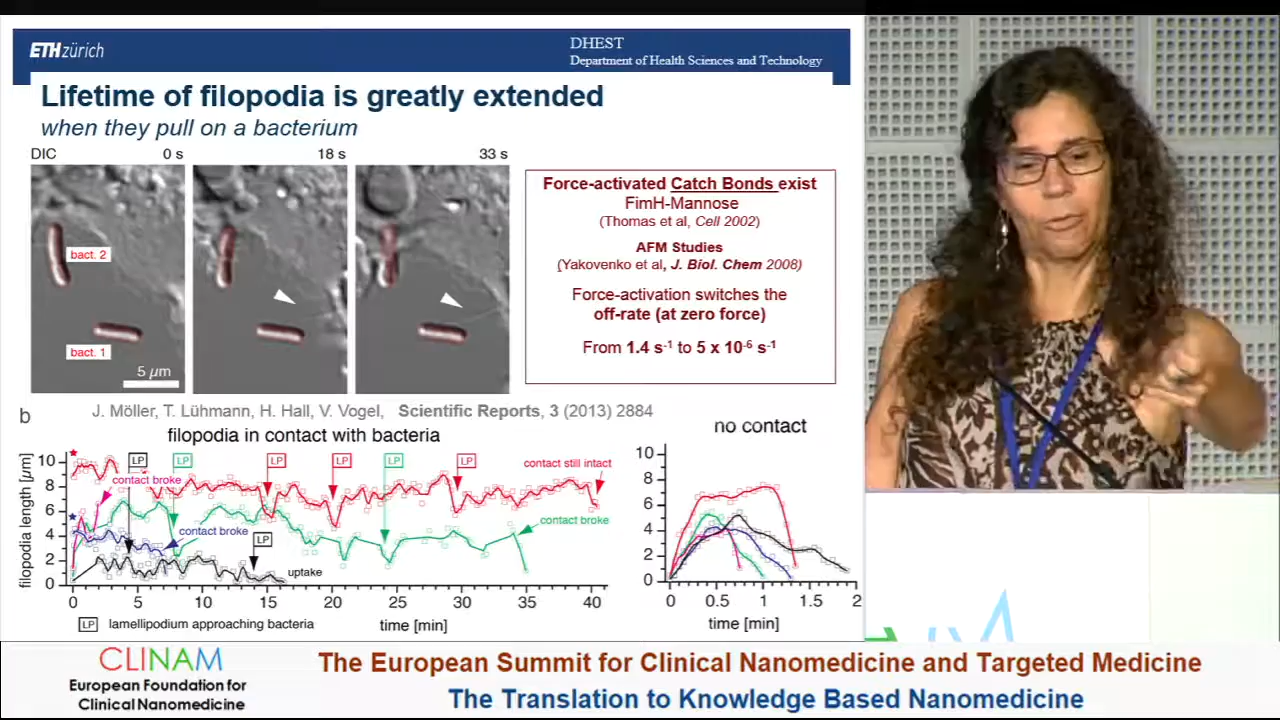 ETHzürich
DHEST
Department of Health Sciences and Technology
Lifetime of filopodia is greatly extended
when they pull on a bacterium
DIC 0 s 18 s 33 s
bact. 2
bact. 1
5 µm
Force-activated Catch Bonds exist
FimH-Mannose
(Thomas et al, Cell 2002)
AFM Studies
(Yakovenko et al, J. Biol. Chem 2008)
Force-activation switches the
off-rate (at zero force)
From 1.4 s⁻¹ to 5 x 10⁻⁶ s⁻¹
J. Möller, T. Lühmann, H. Hall, V. Vogel, Scientific Reports, 3 (2013) 2884
b
filopodia in contact with bacteria
filopodia length [µm]
10
8
6
4
2
0
LP LP LP LP LP LP
contact still intact
contact broke
contact broke
contact broke
LP
uptake
0 5 10 15 20 25 30 35 40
LP lamellipodium approaching bacteria
time [min]
no contact
10
8
6
4
2
0
0 0.5 1 1.5 2
time [min]
CLINAM
European Foundation for
Clinical Nanomedicine
The European Summit for Clinical Nanomedicine and Targeted Medicine
The Translation to Knowledge Based Nanomedicine